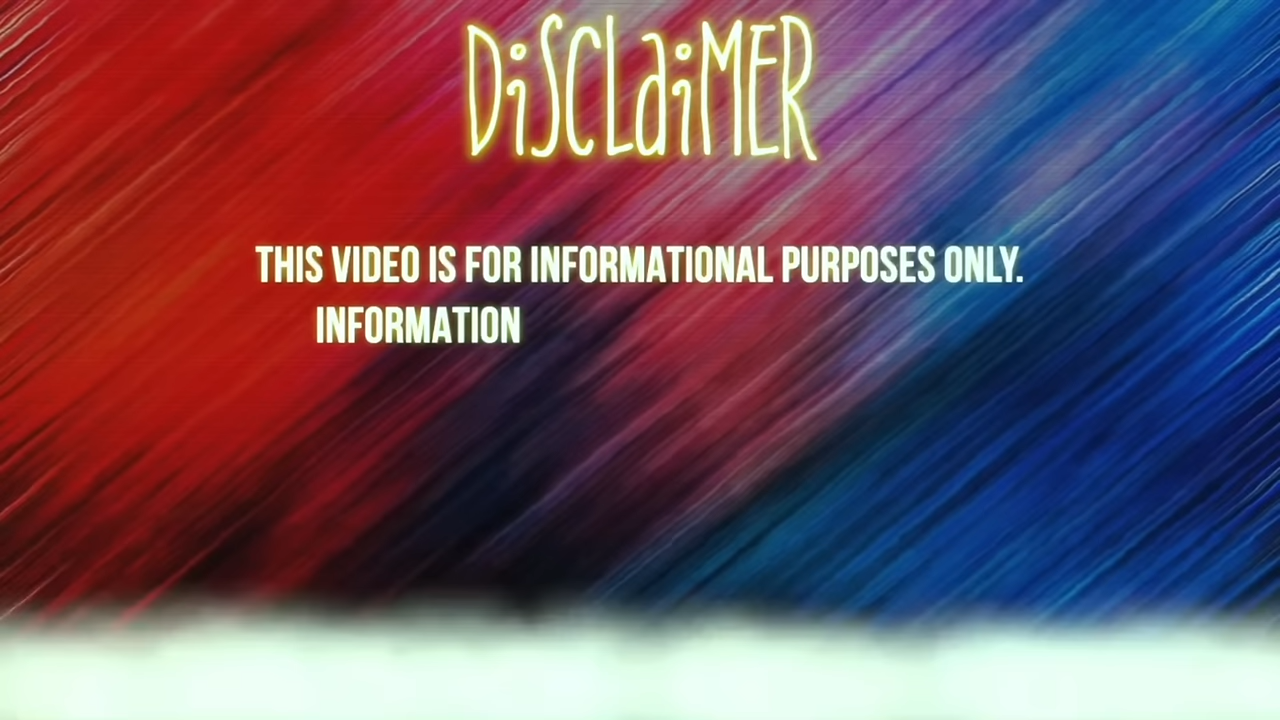 DiSCLaiMER
THIS VIDEO IS FOR INFORMATIONAL PURPOSES ONLY.
INFORMATION